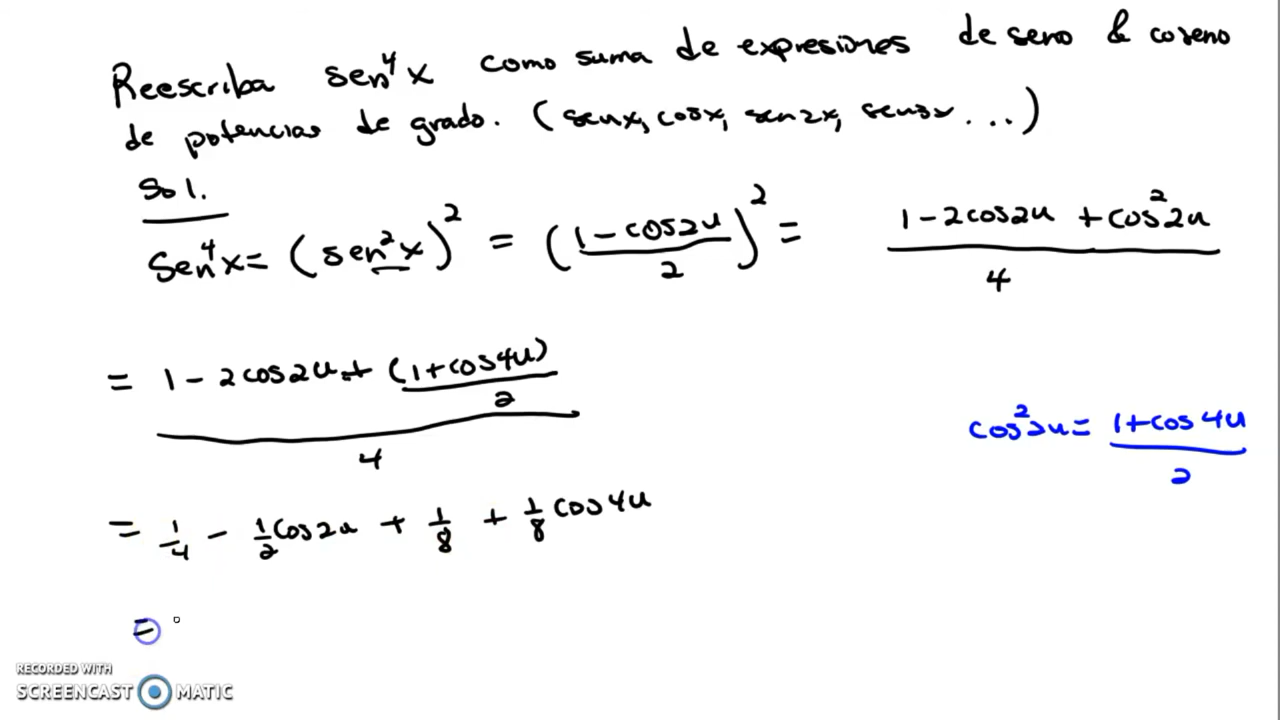 Reescriba sen⁴x como suma de expresiones de seno & coseno
de potencias de grado. (senx, cosx, sen2x, sen3x ...)
Sol.
Sen⁴x = (sen²x)² = ((1-cos2u)/2)² = (1-2cos2u+cos²2u)/4
= (1-2cos2u+(1+cos4u)/2)/4
cos²2u = (1+cos4u)/2
= 1/4 - 1/2 cos2u + 1/8 + 1/8 cos4u
=
RECORDED WITH
SCREENCAST MATIC